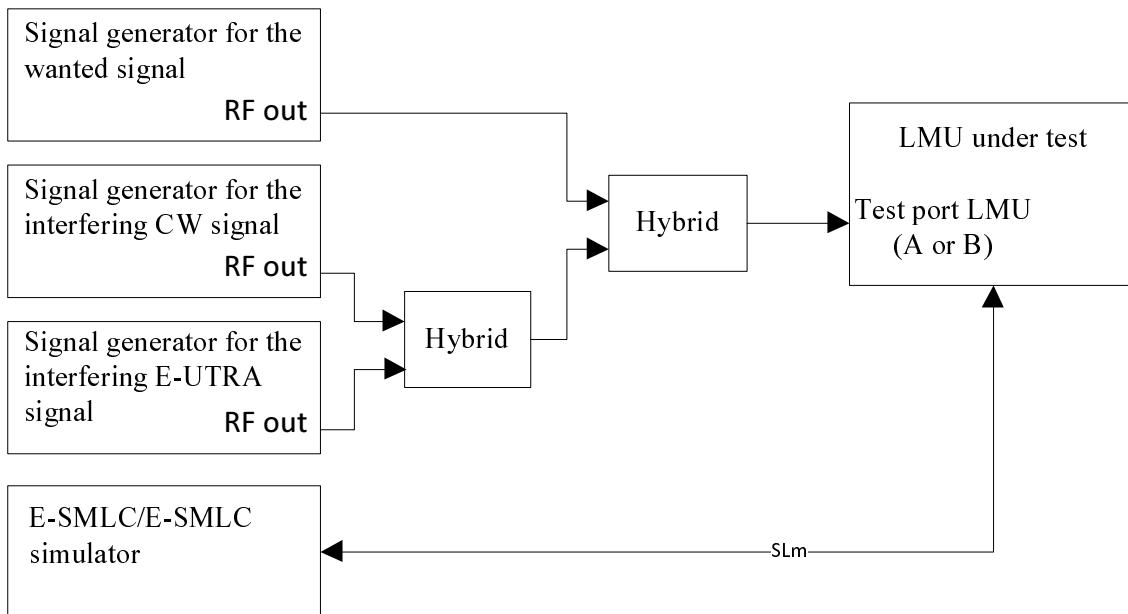 Signal generator for the
wanted signal
RF out
Signal generator for the
interfering CW signal
RF out
Signal generator for the
interfering E-UTRA
signal
RF out
E-SMLC/E-SMLC
simulator
Hybrid
Hybrid
LMU under test
Test port LMU
(A or B)
SLm